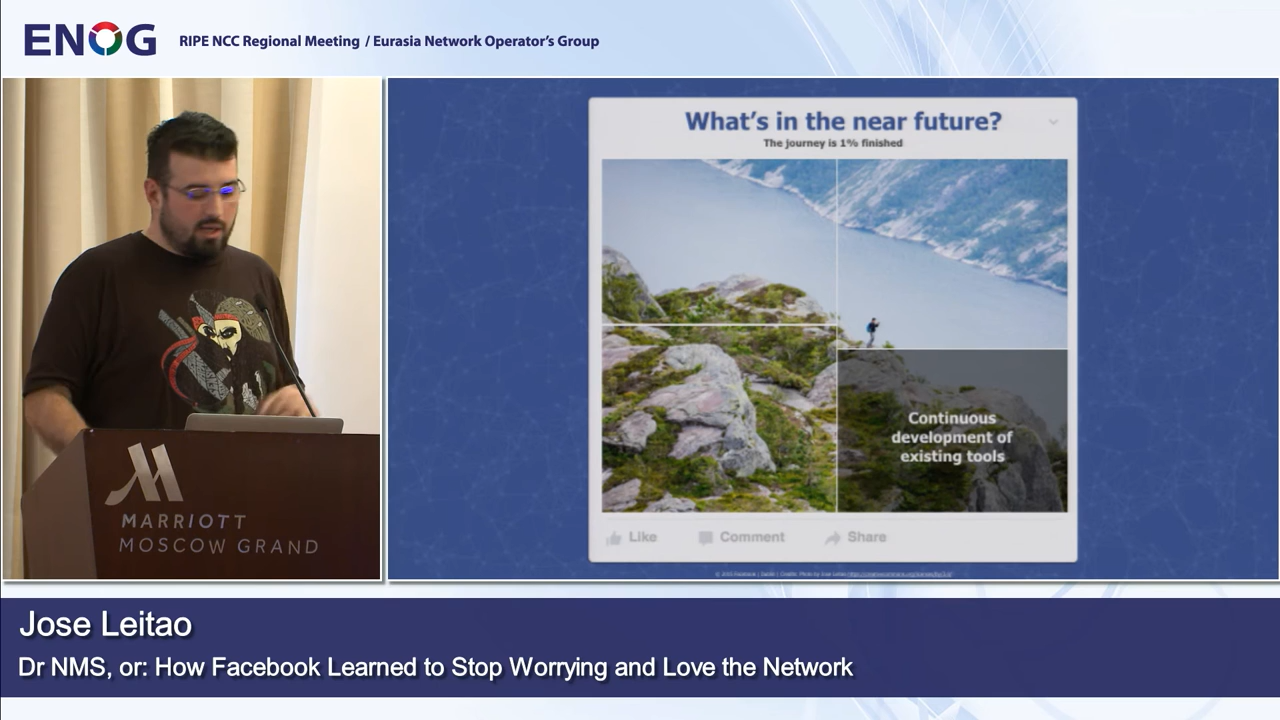 ENOG
RIPE NCC Regional Meeting / Eurasia Network Operator's Group
What's in the near future?
The journey is 1% finished
Continuous
development of
existing tools
Like Comment Share
MARRIOTT
MOSCOW GRAND
Jose Leitao
Dr NMS, or: How Facebook Learned to Stop Worrying and Love the Network